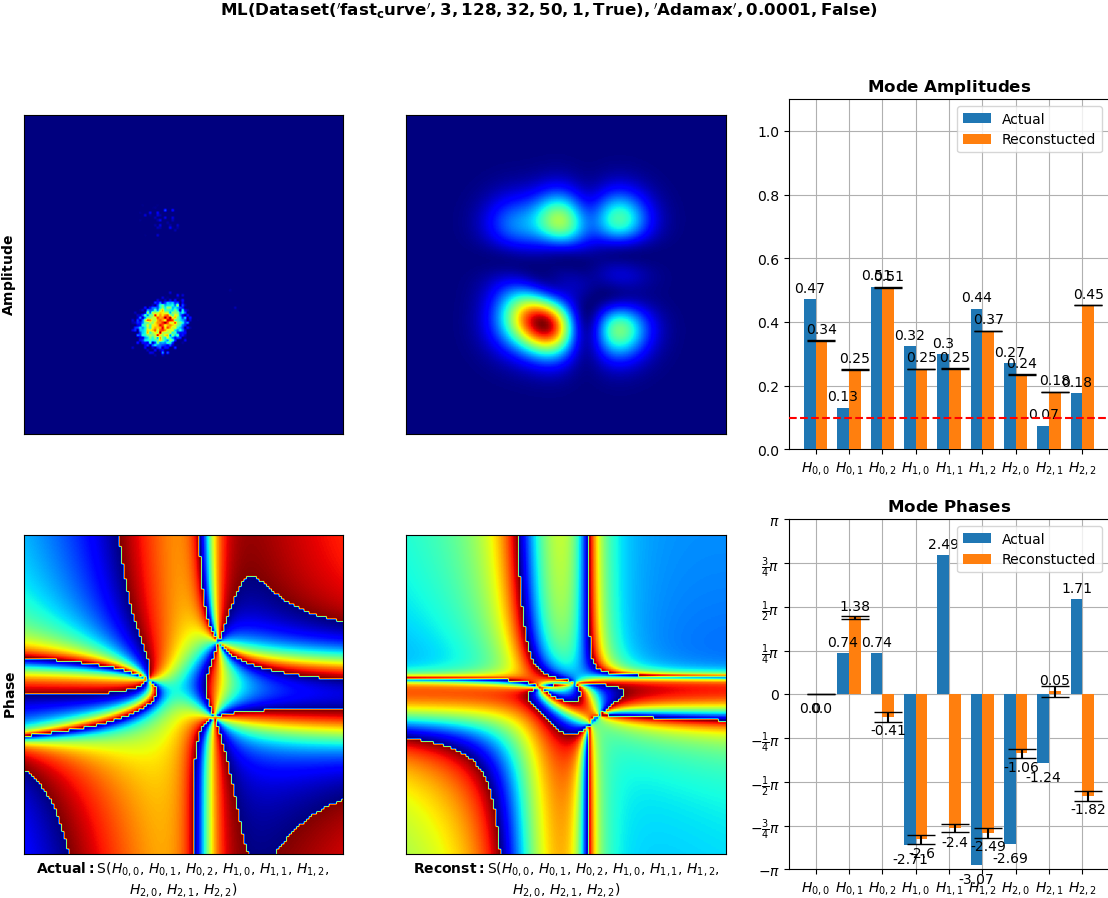 ML(Dataset('fast_curve', 3, 128, 32, 50, 1, True), 'Adamax', 0.0001, False)
Amplitude
Mode Amplitudes
Actual
Reconstucted
1.0
0.8
0.6
0.4
0.2
0.0
0.47
0.34
0.13
0.25
0.51
0.51
0.32
0.25
0.3
0.25
0.44
0.37
0.27
0.24
0.07
0.18
0.18
0.45
H0,0 H0,1 H0,2 H1,0 H1,1 H1,2 H2,0 H2,1 H2,2
Phase
Actual: S(H0,0, H0,1, H0,2, H1,0, H1,1, H1,2,
H2,0, H2,1, H2,2)
Reconst: S(H0,0, H0,1, H0,2, H1,0, H1,1, H1,2,
H2,0, H2,1, H2,2)
Mode Phases
Actual
Reconstucted
π
3/4π
1/2π
1/4π
0
−1/4π
−1/2π
−3/4π
−π
0.0
0.0
0.74
1.38
0.74
-0.41
-2.71
-2.6
2.49
-2.4
-3.07
-2.49
-2.69
-1.06
-1.24
0.05
1.71
-1.82
H0,0 H0,1 H0,2 H1,0 H1,1 H1,2 H2,0 H2,1 H2,2